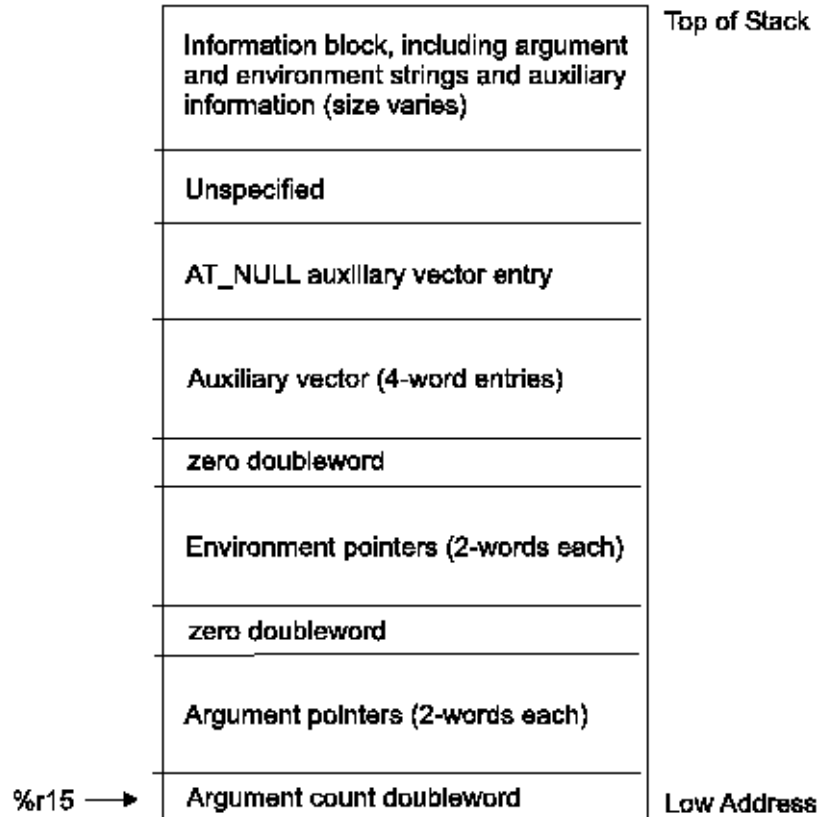 Top of Stack
Information block, including argument
and environment strings and auxiliary
information (size varies)
Unspecified
AT_NULL auxiliary vector entry
Auxiliary vector (4-word entries)
zero doubleword
Environment pointers (2-words each)
zero doubleword
Argument pointers (2-words each)
%r15
Argument count doubleword
Low Address